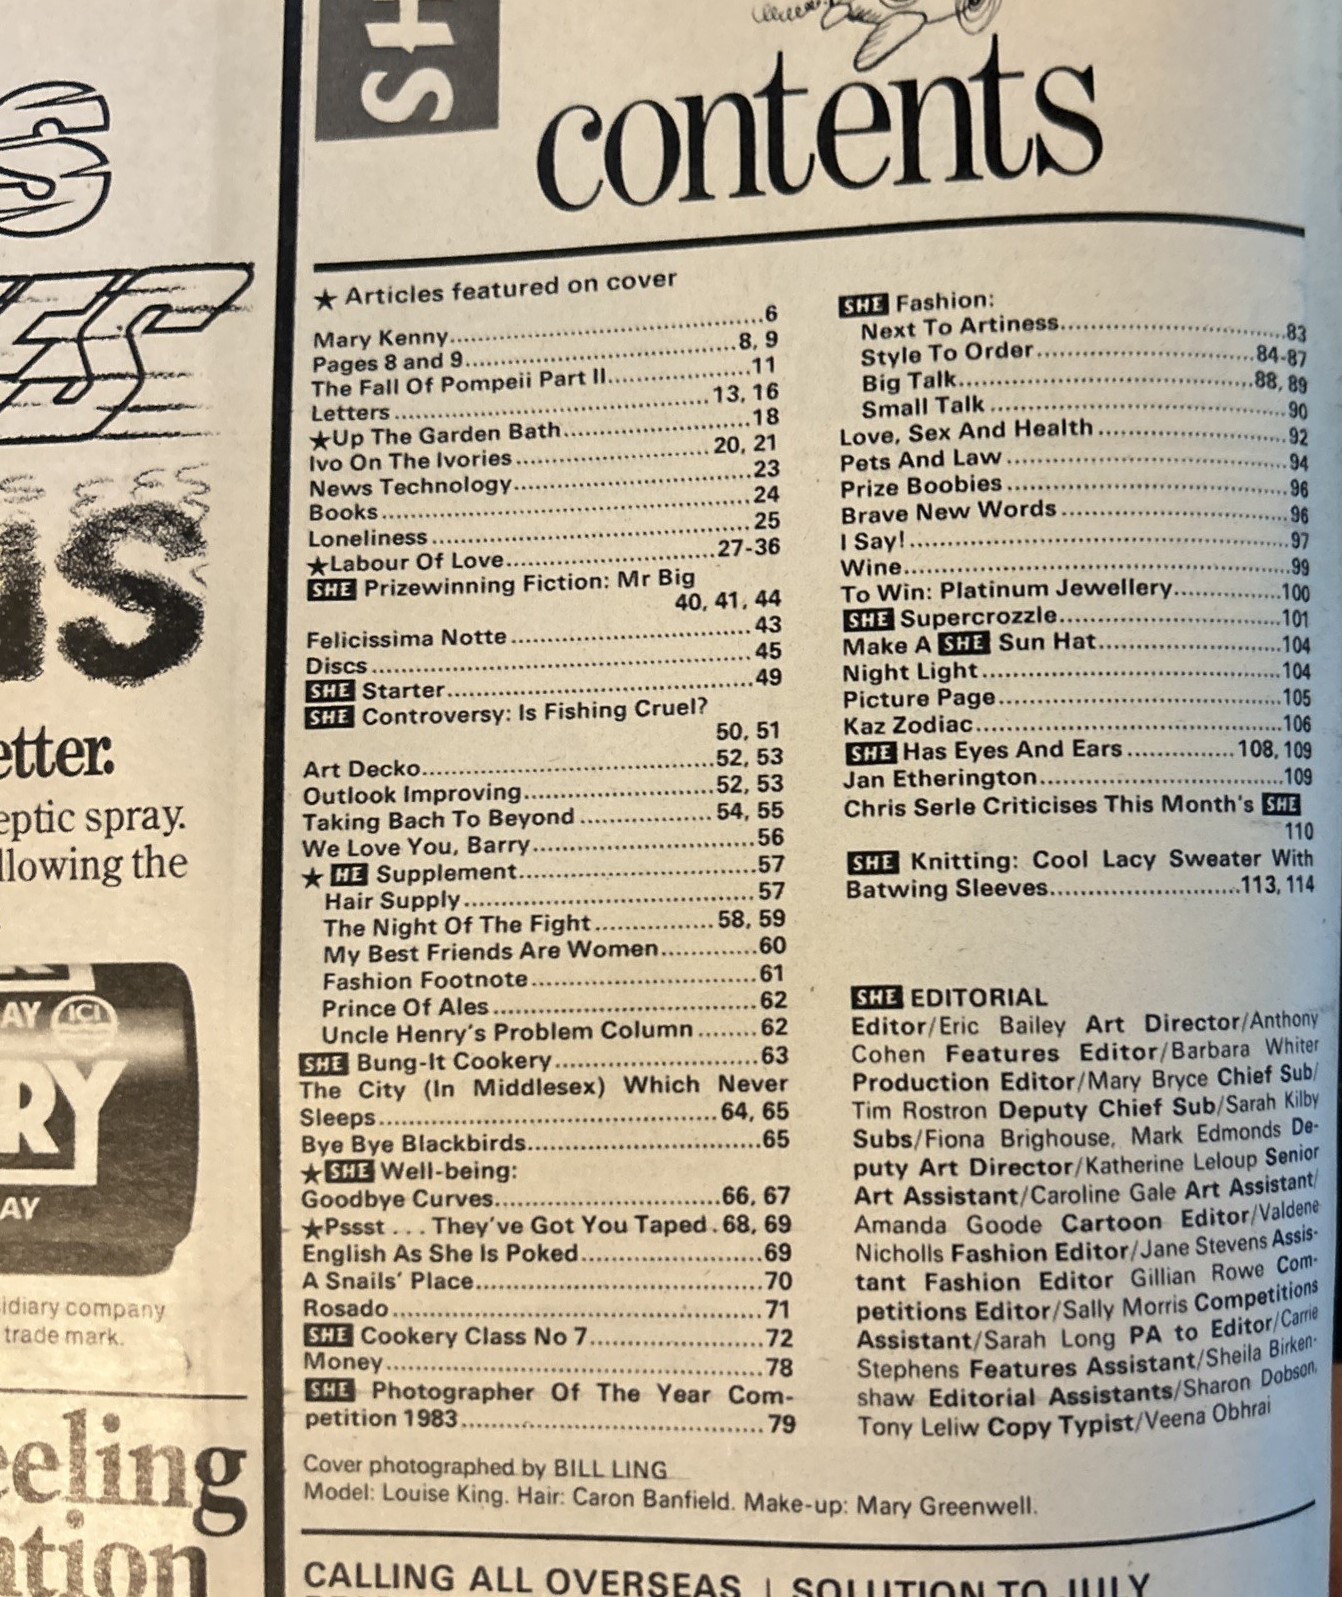 SHE
contents
★ Articles featured on cover
Mary Kenny..........6
Pages 8 and 9..........8, 9
The Fall Of Pompeii Part II..........11
Letters..........13, 16
★Up The Garden Bath..........18
Ivo On The Ivories..........20, 21
News Technology..........23
Books..........24
Loneliness..........25
★Labour Of Love..........27-36
SHE Prizewinning Fiction: Mr Big
40, 41, 44
Felicissima Notte..........43
Discs..........45
SHE Starter..........49
SHE Controversy: Is Fishing Cruel?
50, 51
Art Decko..........52, 53
Outlook Improving..........52, 53
Taking Bach To Beyond..........54, 55
We Love You, Barry..........56
★ HE Supplement..........57
Hair Supply..........57
The Night Of The Fight..........58, 59
My Best Friends Are Women..........60
Fashion Footnote..........61
Prince Of Ales..........62
Uncle Henry's Problem Column..........62
SHE Bung-It Cookery..........63
The City (In Middlesex) Which Never
Sleeps..........64, 65
Bye Bye Blackbirds..........65
★SHE Well-being:
Goodbye Curves..........66, 67
★Pssst . . . They've Got You Taped . 68, 69
English As She Is Poked..........69
A Snails' Place..........70
Rosado..........71
SHE Cookery Class No 7..........72
Money..........78
SHE Photographer Of The Year Com-
petition 1983..........79
SHE Fashion:
Next To Artiness..........83
Style To Order..........84-87
Big Talk..........88, 89
Small Talk..........90
Love, Sex And Health..........92
Pets And Law..........94
Prize Boobies..........96
Brave New Words..........96
I Say!..........97
Wine..........99
To Win: Platinum Jewellery..........100
SHE Supercrozzle..........101
Make A SHE Sun Hat..........104
Night Light..........104
Picture Page..........105
Kaz Zodiac..........106
SHE Has Eyes And Ears..........108, 109
Jan Etherington..........109
Chris Serle Criticises This Month's SHE
110
SHE Knitting: Cool Lacy Sweater With
Batwing Sleeves..........113, 114
SHE EDITORIAL
Editor/Eric Bailey Art Director/Anthony
Cohen Features Editor/Barbara Whiter
Production Editor/Mary Bryce Chief Sub/
Tim Rostron Deputy Chief Sub/Sarah Kilby
Subs/Fiona Brighouse, Mark Edmonds De-
puty Art Director/Katherine Leloup Senior
Art Assistant/Caroline Gale Art Assistant/
Amanda Goode Cartoon Editor/Valdene
Nicholls Fashion Editor/Jane Stevens Assis-
tant Fashion Editor Gillian Rowe Com-
petitions Editor/Sally Morris Competitions
Assistant/Sarah Long PA to Editor/Carrie
Stephens Features Assistant/Sheila Birken-
shaw Editorial Assistants/Sharon Dobson,
Tony Leliw Copy Typist/Veena Obhrai
Cover photographed by BILL LING
Model: Louise King. Hair: Caron Banfield. Make-up: Mary Greenwell.
CALLING ALL OVERSEAS
SOLUTION TO JULY
etter.
eptic spray.
llowing the
AY ICI
RY
AY
idiary company
trade mark.
eeling
ntion